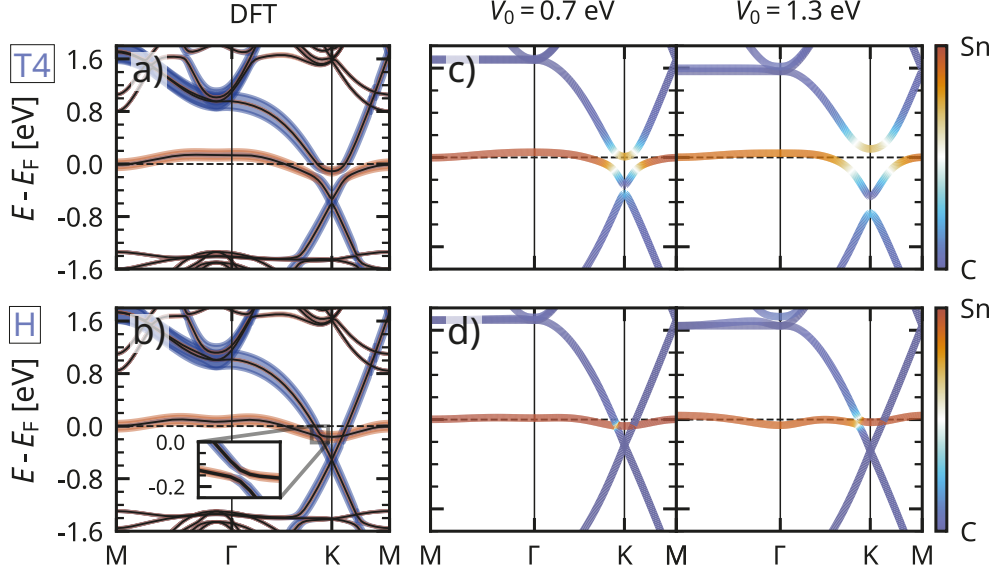 DFT
V0 = 0.7 eV
V0 = 1.3 eV
T4
E - EF [eV]
1.6
0.8
0.0
-0.8
-1.6
a)
c)
Sn
C
H
E - EF [eV]
1.6
0.8
0.0
-0.8
-1.6
b)
0.0
-0.2
d)
Sn
C
M Γ K M
M Γ K M Γ K M